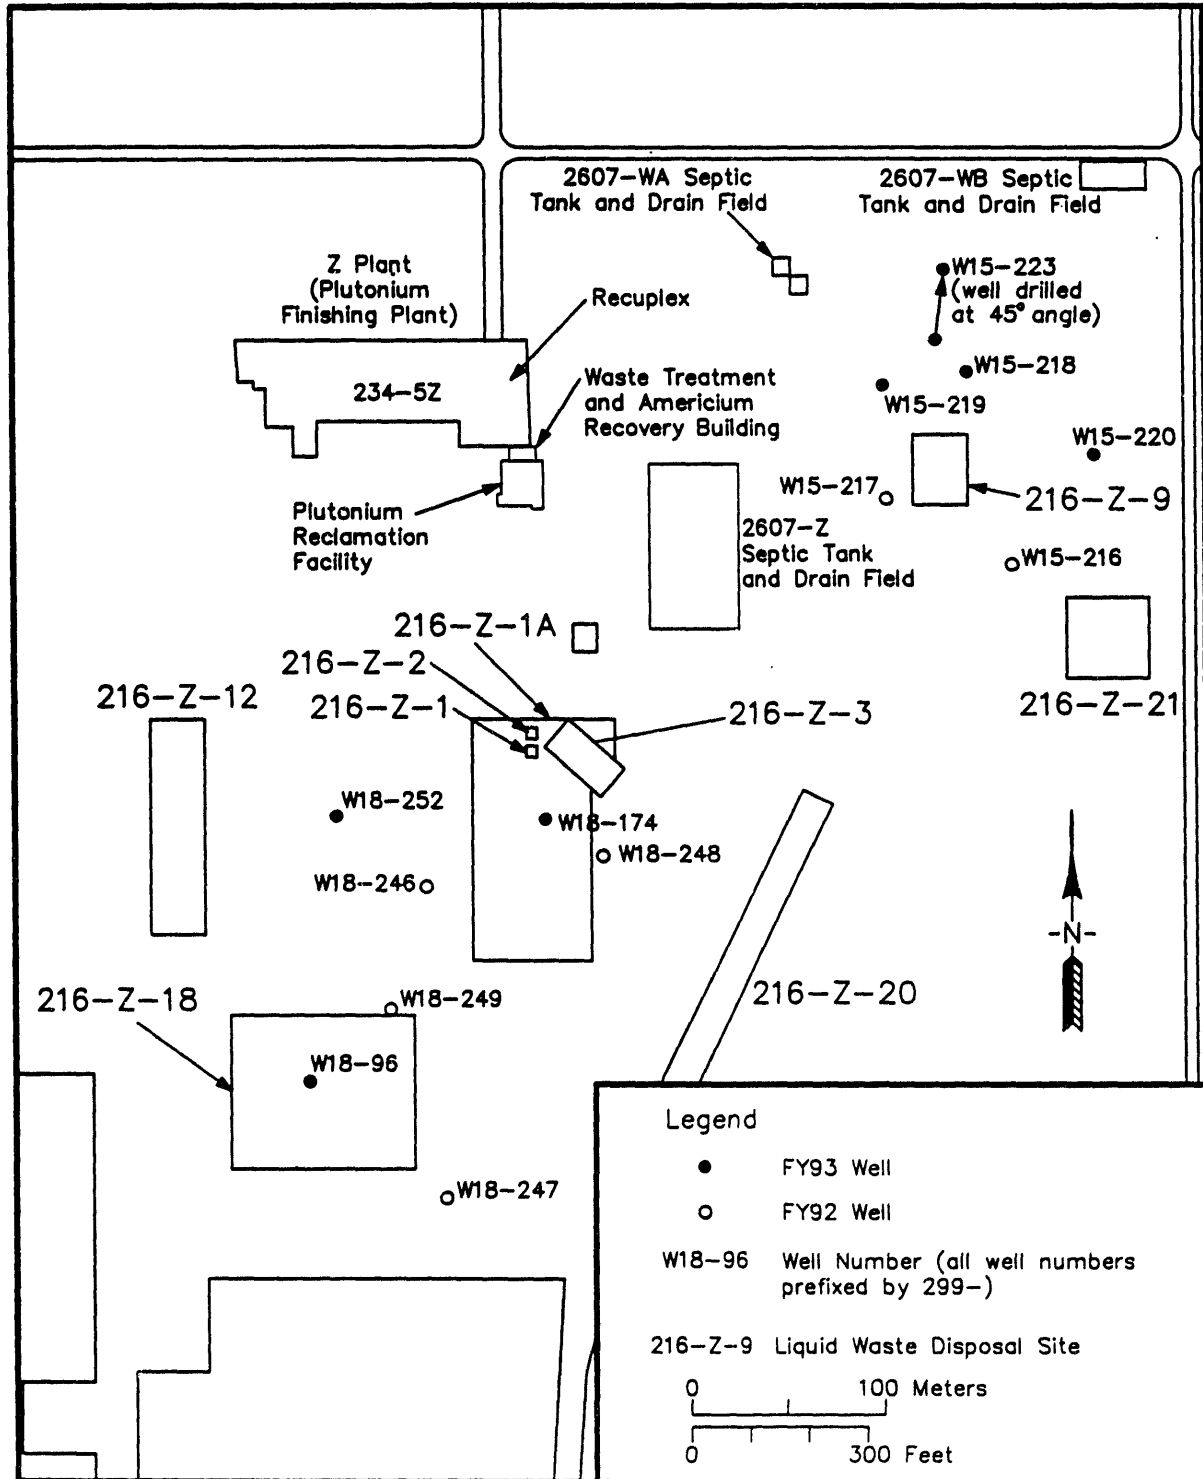 2607-WA Septic
Tank and Drain Field
2607-WB Septic
Tank and Drain Field
Z Plant
(Plutonium
Finishing Plant)
Recuplex
W15-223
(well drilled
at 45° angle)
234-5Z
Waste Treatment
and Americium
Recovery Building
W15-218
W15-219
W15-220
W15-217
216-Z-9
Plutonium
Reclamation
Facility
2607-Z
Septic Tank
and Drain Field
W15-216
216-Z-1A
216-Z-2
216-Z-1
216-Z-12
216-Z-3
216-Z-21
W18-252
W18-174
W18-248
W18-246
-N-
216-Z-18
W18-249
216-Z-20
W18-96
W18-247
Legend
FY93 Well
FY92 Well
W18-96 Well Number (all well numbers
prefixed by 299-)
216-Z-9 Liquid Waste Disposal Site
0 100 Meters
0 300 Feet